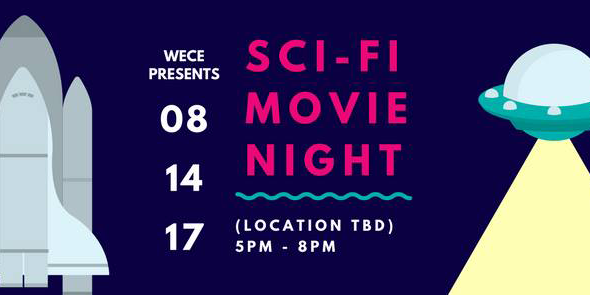 WECE
PRESENTS
08
14
17
SCI-FI
MOVIE
NIGHT
(LOCATION TBD)
5PM - 8PM